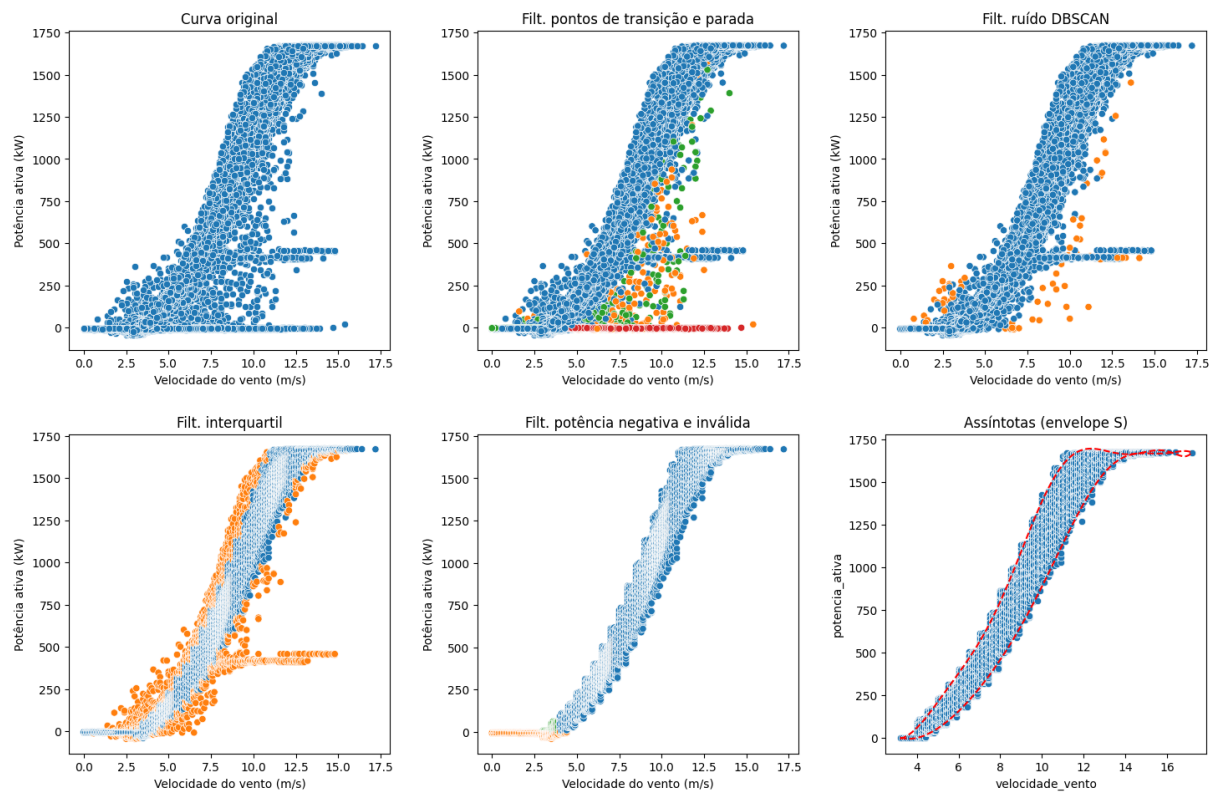 Curva original
1750
1500
1250
1000
750
500
250
0
Potência ativa (kW)
0.0 2.5 5.0 7.5 10.0 12.5 15.0 17.5
Velocidade do vento (m/s)
Filt. pontos de transição e parada
1750
1500
1250
1000
750
500
250
0
Potência ativa (kW)
0.0 2.5 5.0 7.5 10.0 12.5 15.0 17.5
Velocidade do vento (m/s)
Filt. ruído DBSCAN
1750
1500
1250
1000
750
500
250
0
Potência ativa (kW)
0.0 2.5 5.0 7.5 10.0 12.5 15.0 17.5
Velocidade do vento (m/s)
Filt. interquartil
1750
1500
1250
1000
750
500
250
0
Potência ativa (kW)
0.0 2.5 5.0 7.5 10.0 12.5 15.0 17.5
Velocidade do vento (m/s)
Filt. potência negativa e inválida
1750
1500
1250
1000
750
500
250
0
Potência ativa (kW)
0.0 2.5 5.0 7.5 10.0 12.5 15.0 17.5
Velocidade do vento (m/s)
Assíntotas (envelope S)
1750
1500
1250
1000
750
500
250
0
potencia_ativa
4 6 8 10 12 14 16
velocidade_vento